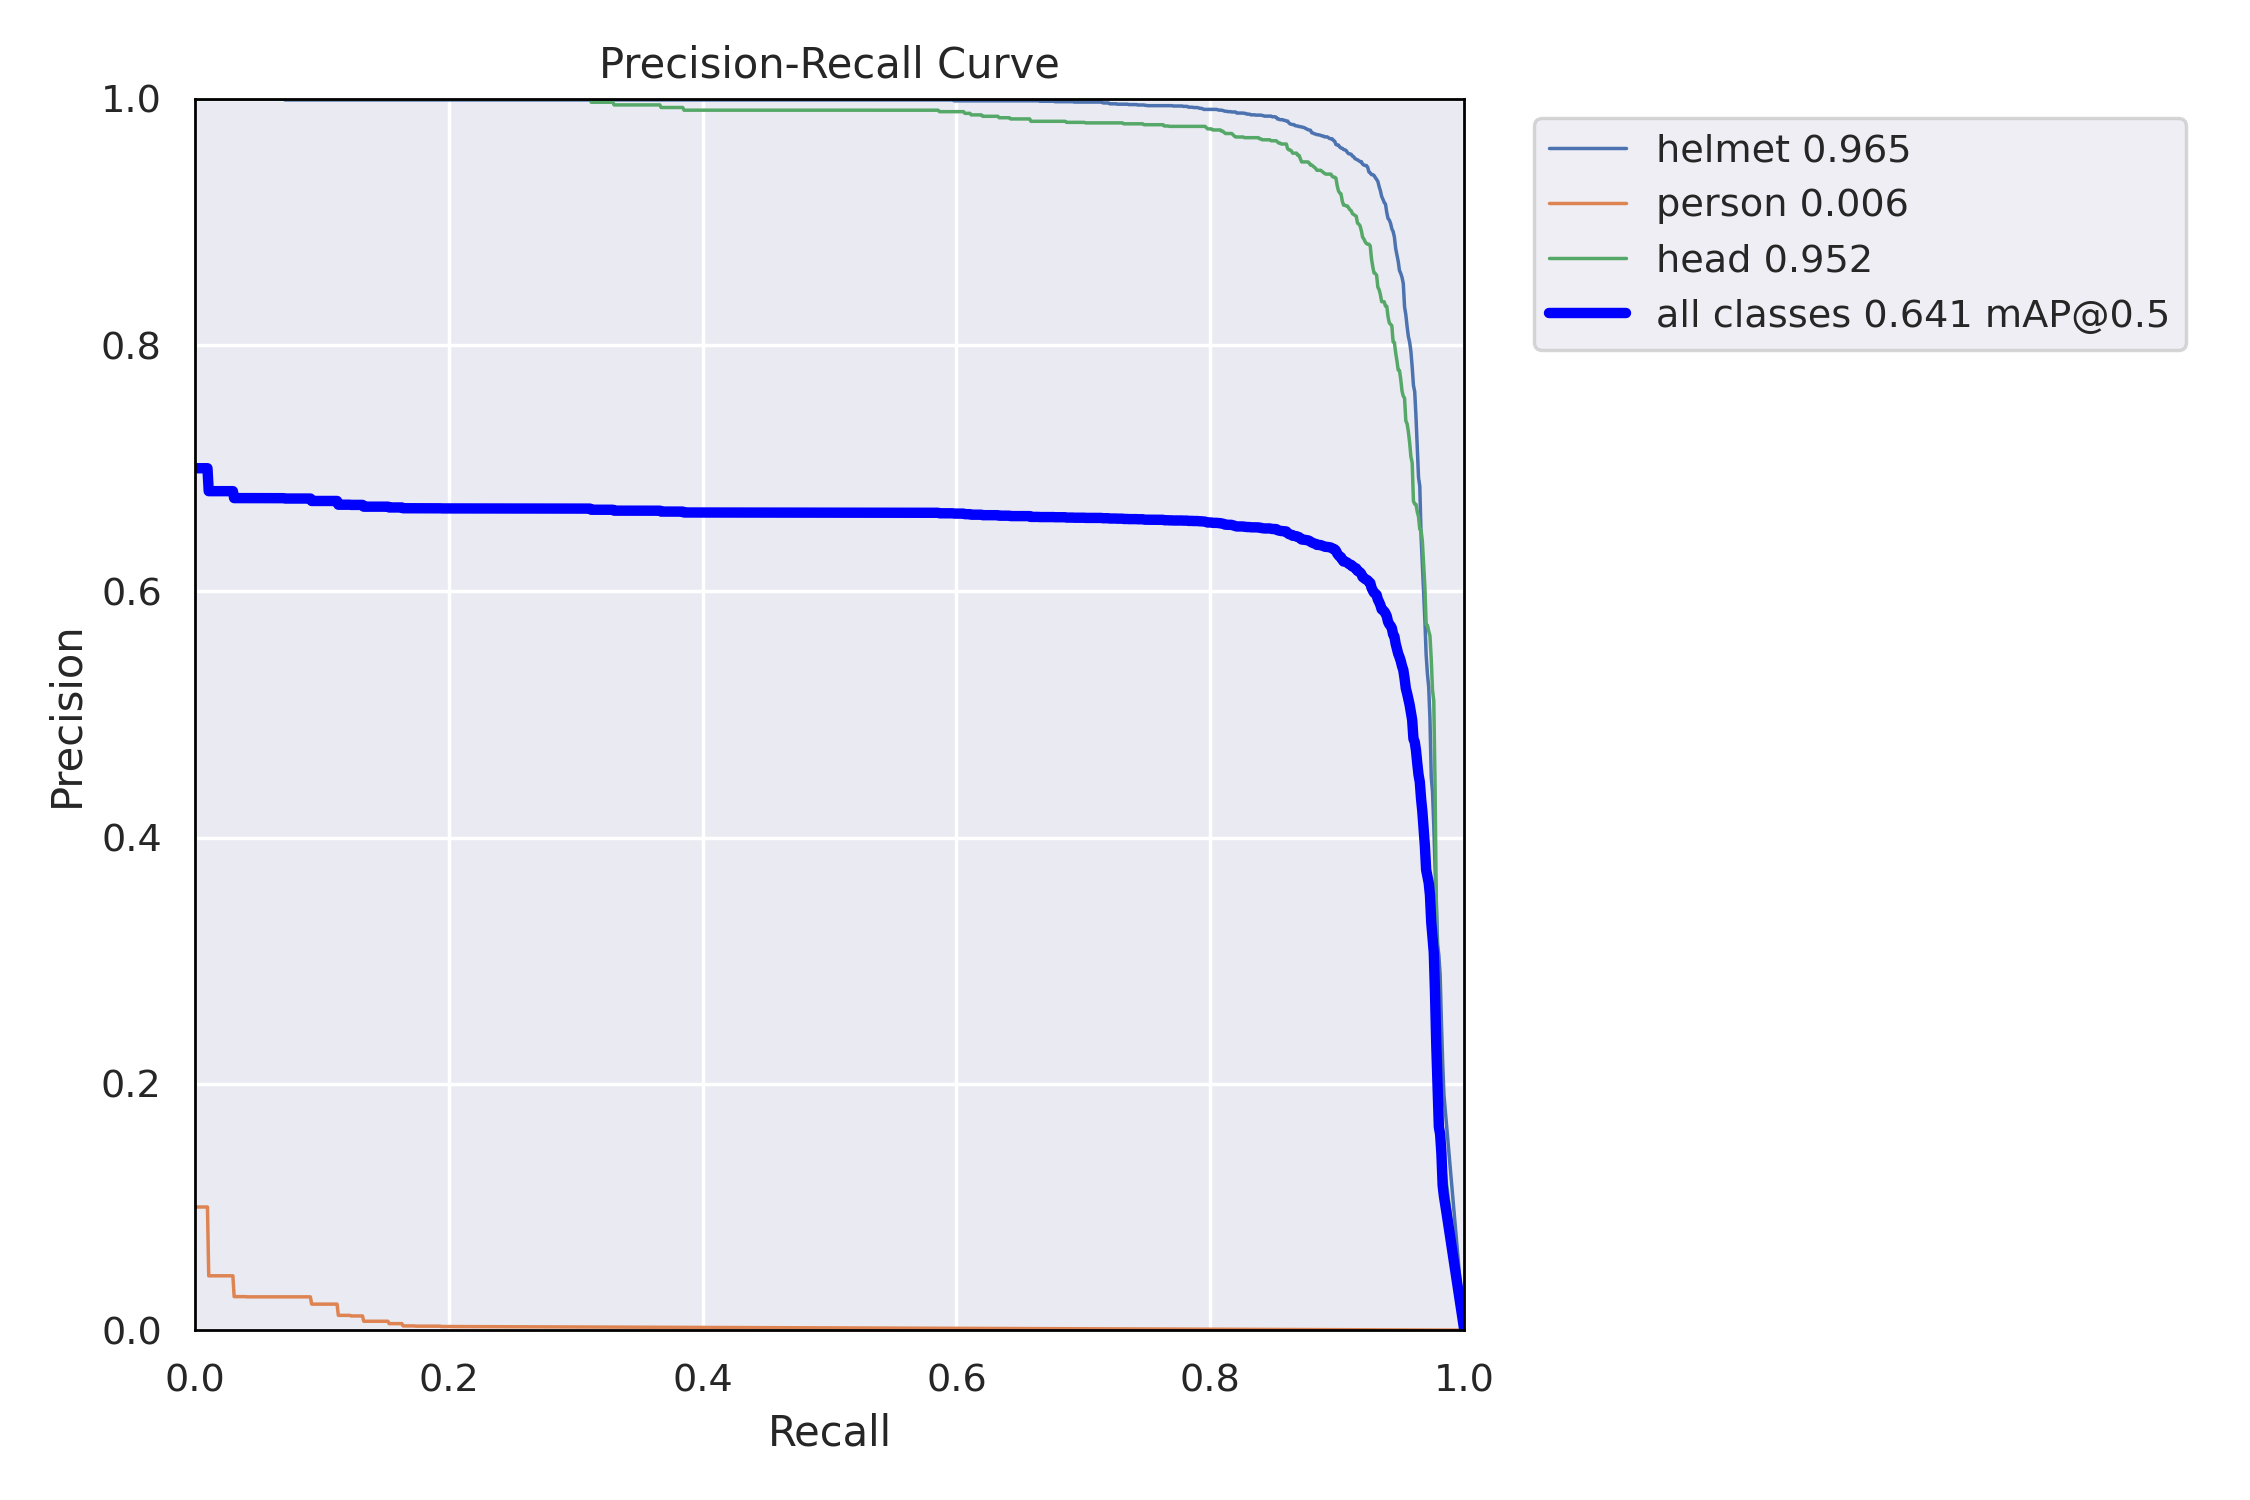 Precision-Recall Curve
1.0
0.8
0.6
0.4
0.2
0.0
Precision
0.0 0.2 0.4 0.6 0.8 1.0
Recall
helmet 0.965
person 0.006
head 0.952
all classes 0.641 mAP@0.5